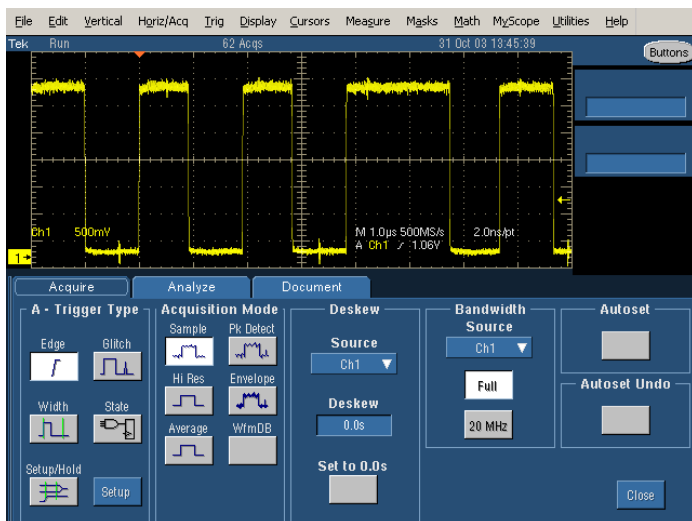 File Edit Vertical Horiz/Acq Trig Display Cursors Measure Masks Math MyScope Utilities Help
Tek Run 62 Acqs 31 Oct 03 13:45:39
Buttons
Ch1 500mV M 1.0µs 500MS/s 2.0ns/pt
A Ch1 / 1.06V
1
Acquire Analyze Document
A - Trigger Type
Edge Glitch
Width State
Setup/Hold
Setup
Acquisition Mode
Sample Pk Detect
Hi Res Envelope
Average WfmDB
Deskew
Source
Ch1
Deskew
0.0s
Set to 0.0s
Bandwidth
Source
Ch1
Full
20 MHz
Autoset
Autoset Undo
Close